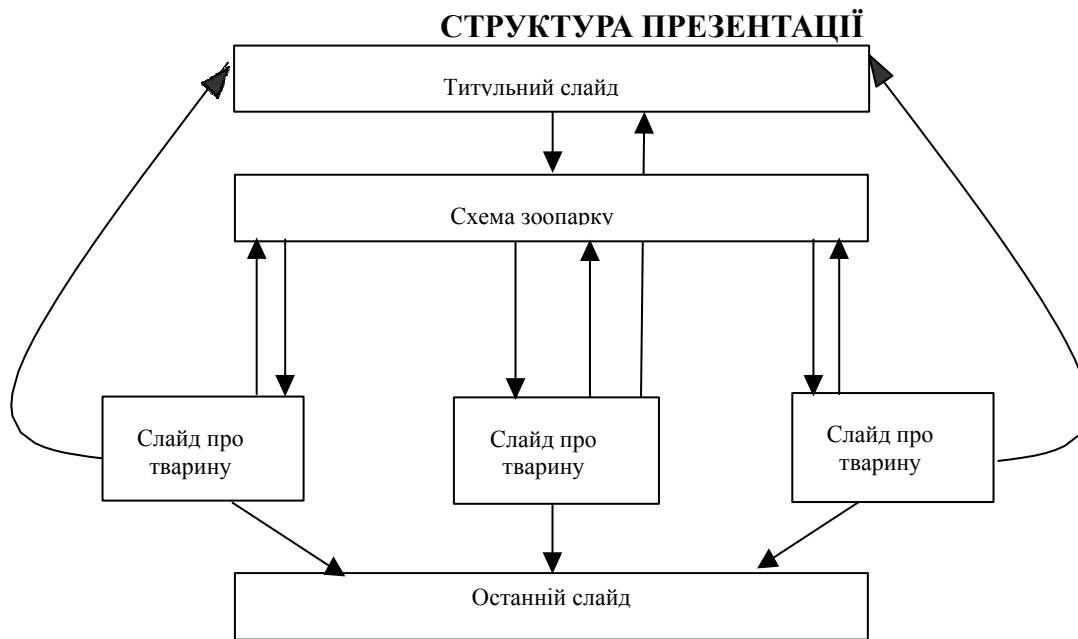 СТРУКТУРА ПРЕЗЕНТАЦІЇ
Титульний слайд
Схема зоопарку
Слайд про
тварину
Слайд про
тварину
Слайд про
тварину
Останній слайд